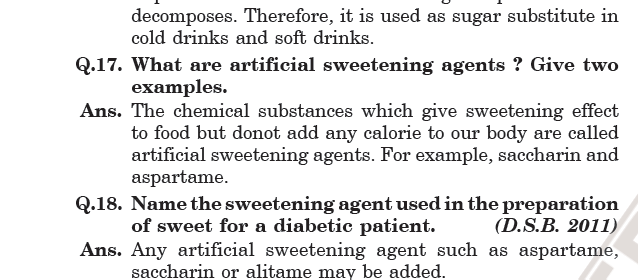 decomposes. Therefore, it is used as sugar substitute in
cold drinks and soft drinks.
Q.17. What are artificial sweetening agents ? Give two
examples.
Ans. The chemical substances which give sweetening effect
to food but donot add any calorie to our body are called
artificial sweetening agents. For example, saccharin and
aspartame.
Q.18. Name the sweetening agent used in the preparation
of sweet for a diabetic patient. (D.S.B. 2011)
Ans. Any artificial sweetening agent such as aspartame,
saccharin or alitame may be added.